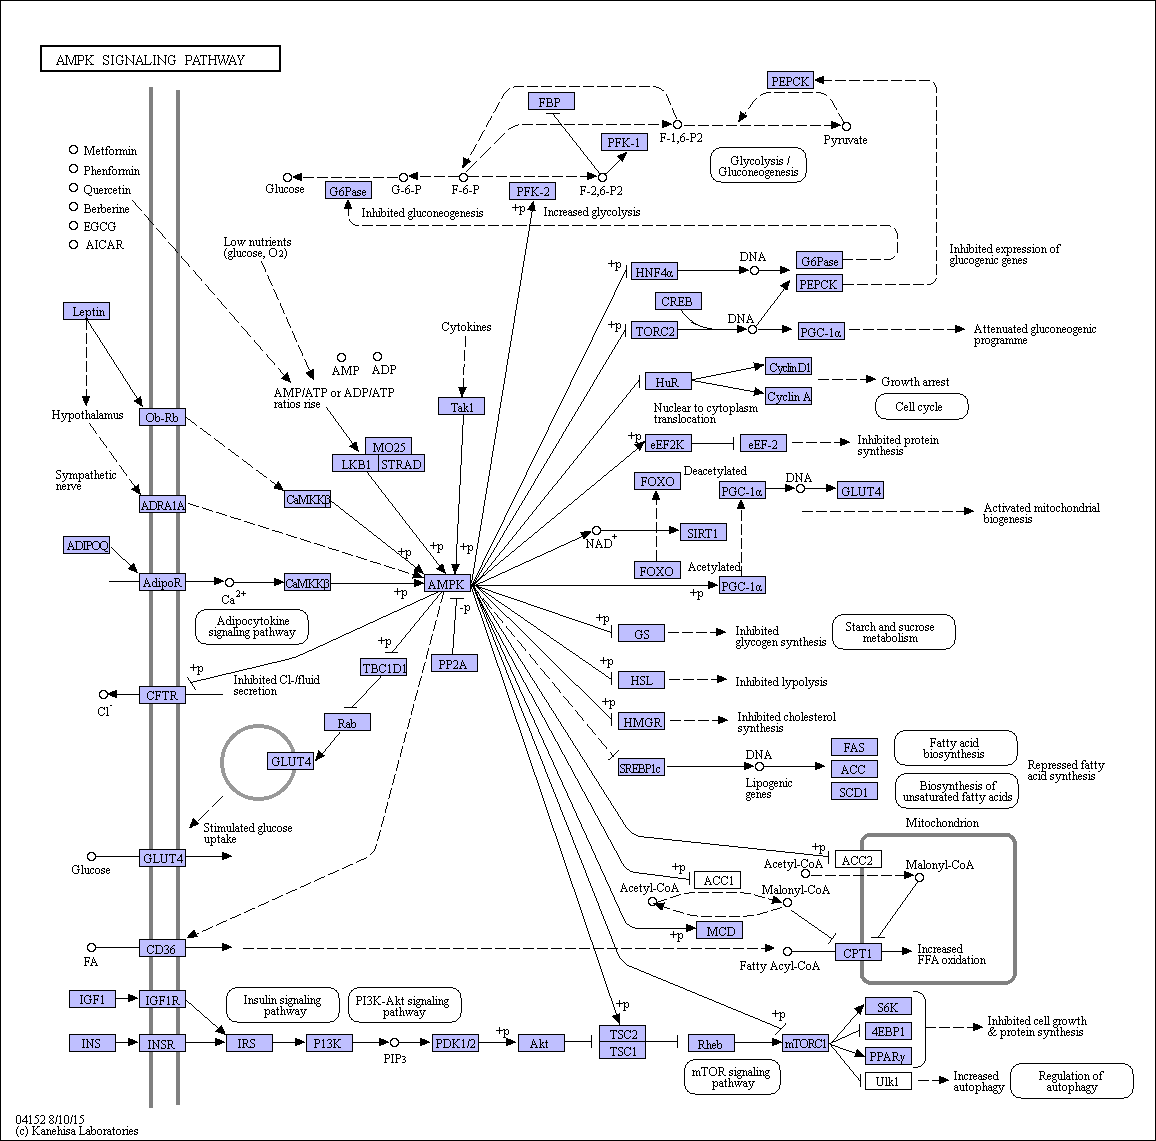 AMPK SIGNALING PATHWAY
PEPCK
FBP
F-1,6-P2
Pyruvate
PFK-1
Metformin
Phenformin
Quercetin
Berberine
EGCG
AICAR
Glycolysis /
Gluconeogenesis
Glucose
G6Pase
G-6-P
F-6-P
PFK-2
F-2,6-P2
+p
Inhibited gluconeogenesis
Increased glycolysis
Low nutrients
(glucose, O2)
Inhibited expression of
glucogenic genes
+p
HNF4α
DNA
G6Pase
PEPCK
CREB
Leptin
Cytokines
+p
TORC2
DNA
PGC-1α
Attenuated gluconeogenic
programme
AMP
ADP
AMP/ATP or ADP/ATP
ratios rise
HuR
CyclinD1
Cyclin A
Growth arrest
Cell cycle
Nuclear to cytoplasm
translocation
Hypothalamus
Ob-Rb
Tak1
+p
eEF2K
eEF-2
Inhibited protein
synthesis
MO25
LKB1
STRAD
Sympathetic
nerve
Deacetylated
FOXO
PGC-1α
DNA
GLUT4
ADRA1A
CaMKKβ
Activated mitochondrial
biogenesis
NAD+
SIRT1
ADIPOQ
+p
+p
+p
Acetylated
FOXO
PGC-1α
+p
AdipoR
Ca2+
CaMKKβ
+p
AMPK
-p
Adipocytokine
signaling pathway
+p
GS
Inhibited
glycogen synthesis
Starch and sucrose
metabolism
+p
TBC1D1
PP2A
+p
HSL
Inhibited lypolysis
+p
CFTR
Cl-
Inhibited Cl-/fluid
secretion
+p
HMGR
Inhibited cholesterol
synthesis
Rab
GLUT4
SREBP1c
DNA
Lipogenic
genes
FAS
ACC
SCD1
Fatty acid
biosynthesis
Biosynthesis of
unsaturated fatty acids
Repressed fatty
acid synthesis
Stimulated glucose
uptake
Mitochondrion
Glucose
GLUT4
+p
ACC2
Acetyl-CoA
Malonyl-CoA
+p
ACC1
Acetyl-CoA
Malonyl-CoA
+p
MCD
FA
CD36
Fatty Acyl-CoA
CPT1
Increased
FFA oxidation
IGF1
IGF1R
Insulin signaling
pathway
PI3K-Akt signaling
pathway
+p
+p
S6K
4EBP1
PPARγ
Inhibited cell growth
& protein synthesis
INS
INSR
IRS
P13K
PIP3
PDK1/2
+p
Akt
TSC2
TSC1
Rheb
mTORC1
mTOR signaling
pathway
Ulk1
Increased
autophagy
Regulation of
autophagy
04152 8/10/15
(c) Kanehisa Laboratories